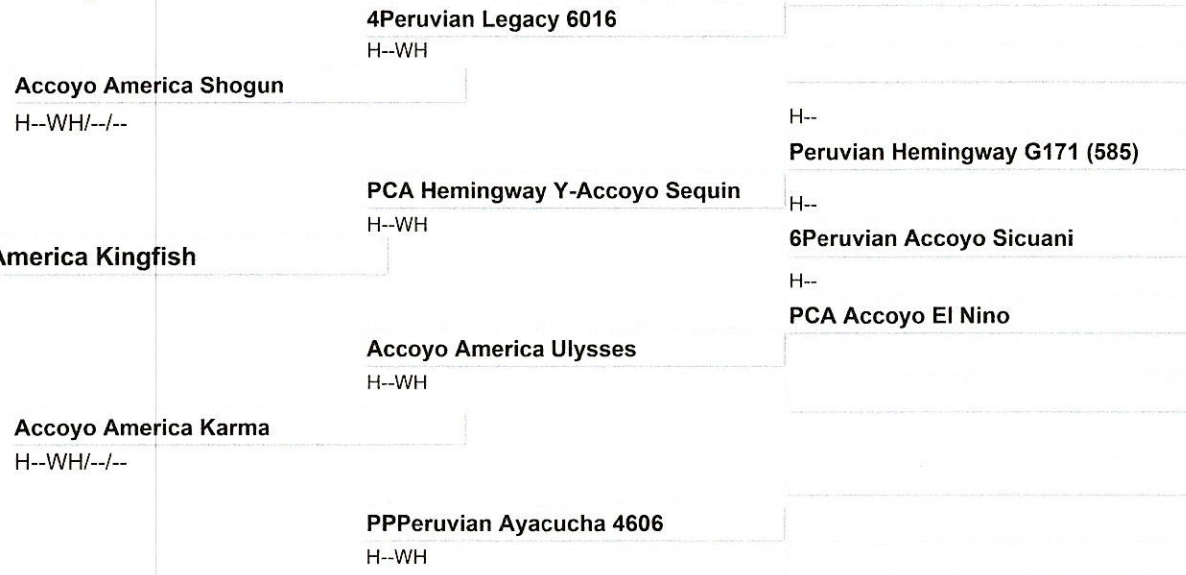 4Peruvian Legacy 6016
H--WH
Accoyo America Shogun
H--WH/--/--
H--
Peruvian Hemingway G171 (585)
PCA Hemingway Y-Accoyo Sequin
H--WH
H--
6Peruvian Accoyo Sicuani
America Kingfish
H--
PCA Accoyo El Nino
Accoyo America Ulysses
H--WH
Accoyo America Karma
H--WH/--/--
PPPeruvian Ayacucha 4606
H--WH